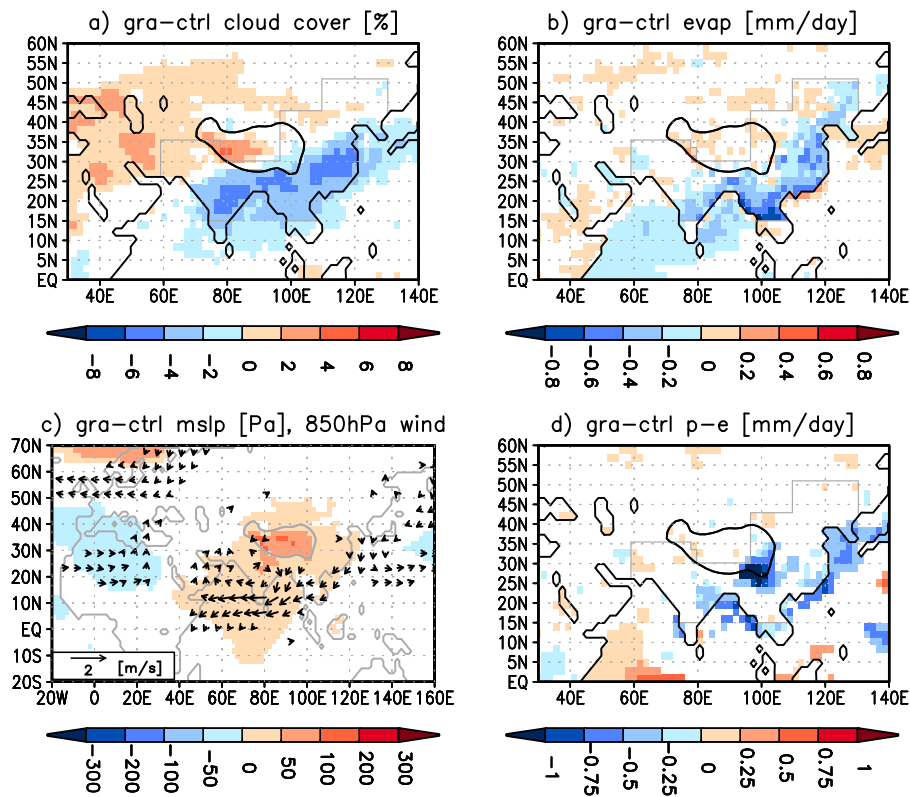 a) gra-ctrl cloud cover [%]
60N
55N
50N
45N
40N
35N
30N
25N
20N
15N
10N
5N
EQ
40E 60E 80E 100E 120E 140E
-8 -6 -4 -2 0 2 4 6 8
b) gra-ctrl evap [mm/day]
60N
55N
50N
45N
40N
35N
30N
25N
20N
15N
10N
5N
EQ
40E 60E 80E 100E 120E 140E
-0.8 -0.6 -0.4 -0.2 0 0.2 0.4 0.6 0.8
c) gra-ctrl mslp [Pa], 850hPa wind
70N
60N
50N
40N
30N
20N
10N
EQ
10S
20S
2 [m/s]
20W 0 20E 40E 60E 80E 100E 120E 140E 160E
-300 -200 -100 -50 0 50 100 200 300
d) gra-ctrl p-e [mm/day]
60N
55N
50N
45N
40N
35N
30N
25N
20N
15N
10N
5N
EQ
40E 60E 80E 100E 120E 140E
-1 -0.75 -0.5 -0.25 0 0.25 0.5 0.75 1